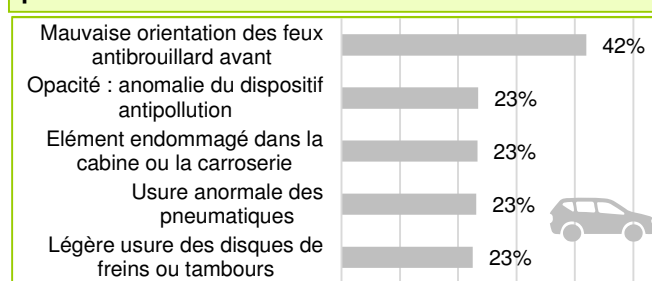 Mauvaise orientation des feux
antibrouillard avant
42%
Opacité : anomalie du dispositif
antipollution
23%
Elément endommagé dans la
cabine ou la carroserie
23%
Usure anormale des
pneumatiques
23%
Légère usure des disques de
freins ou tambours
23%